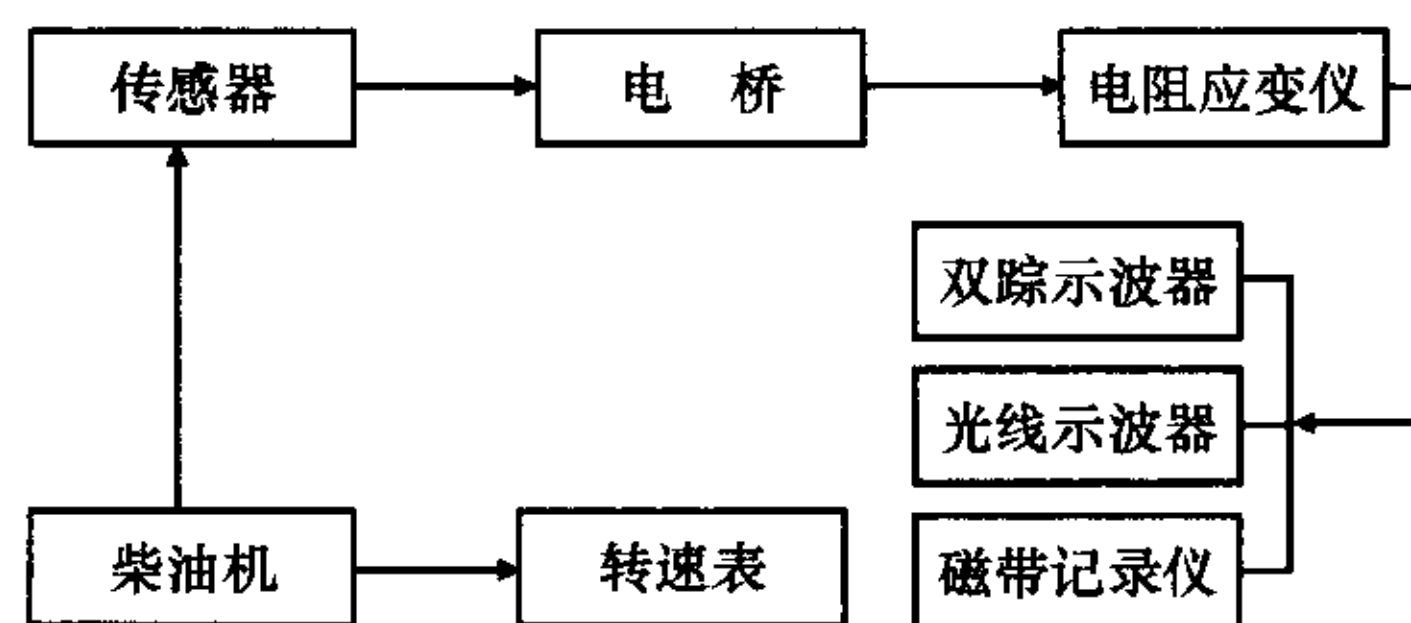 传感器
电 桥
电阻应变仪
双踪示波器
光线示波器
柴油机
转速表
磁带记录仪